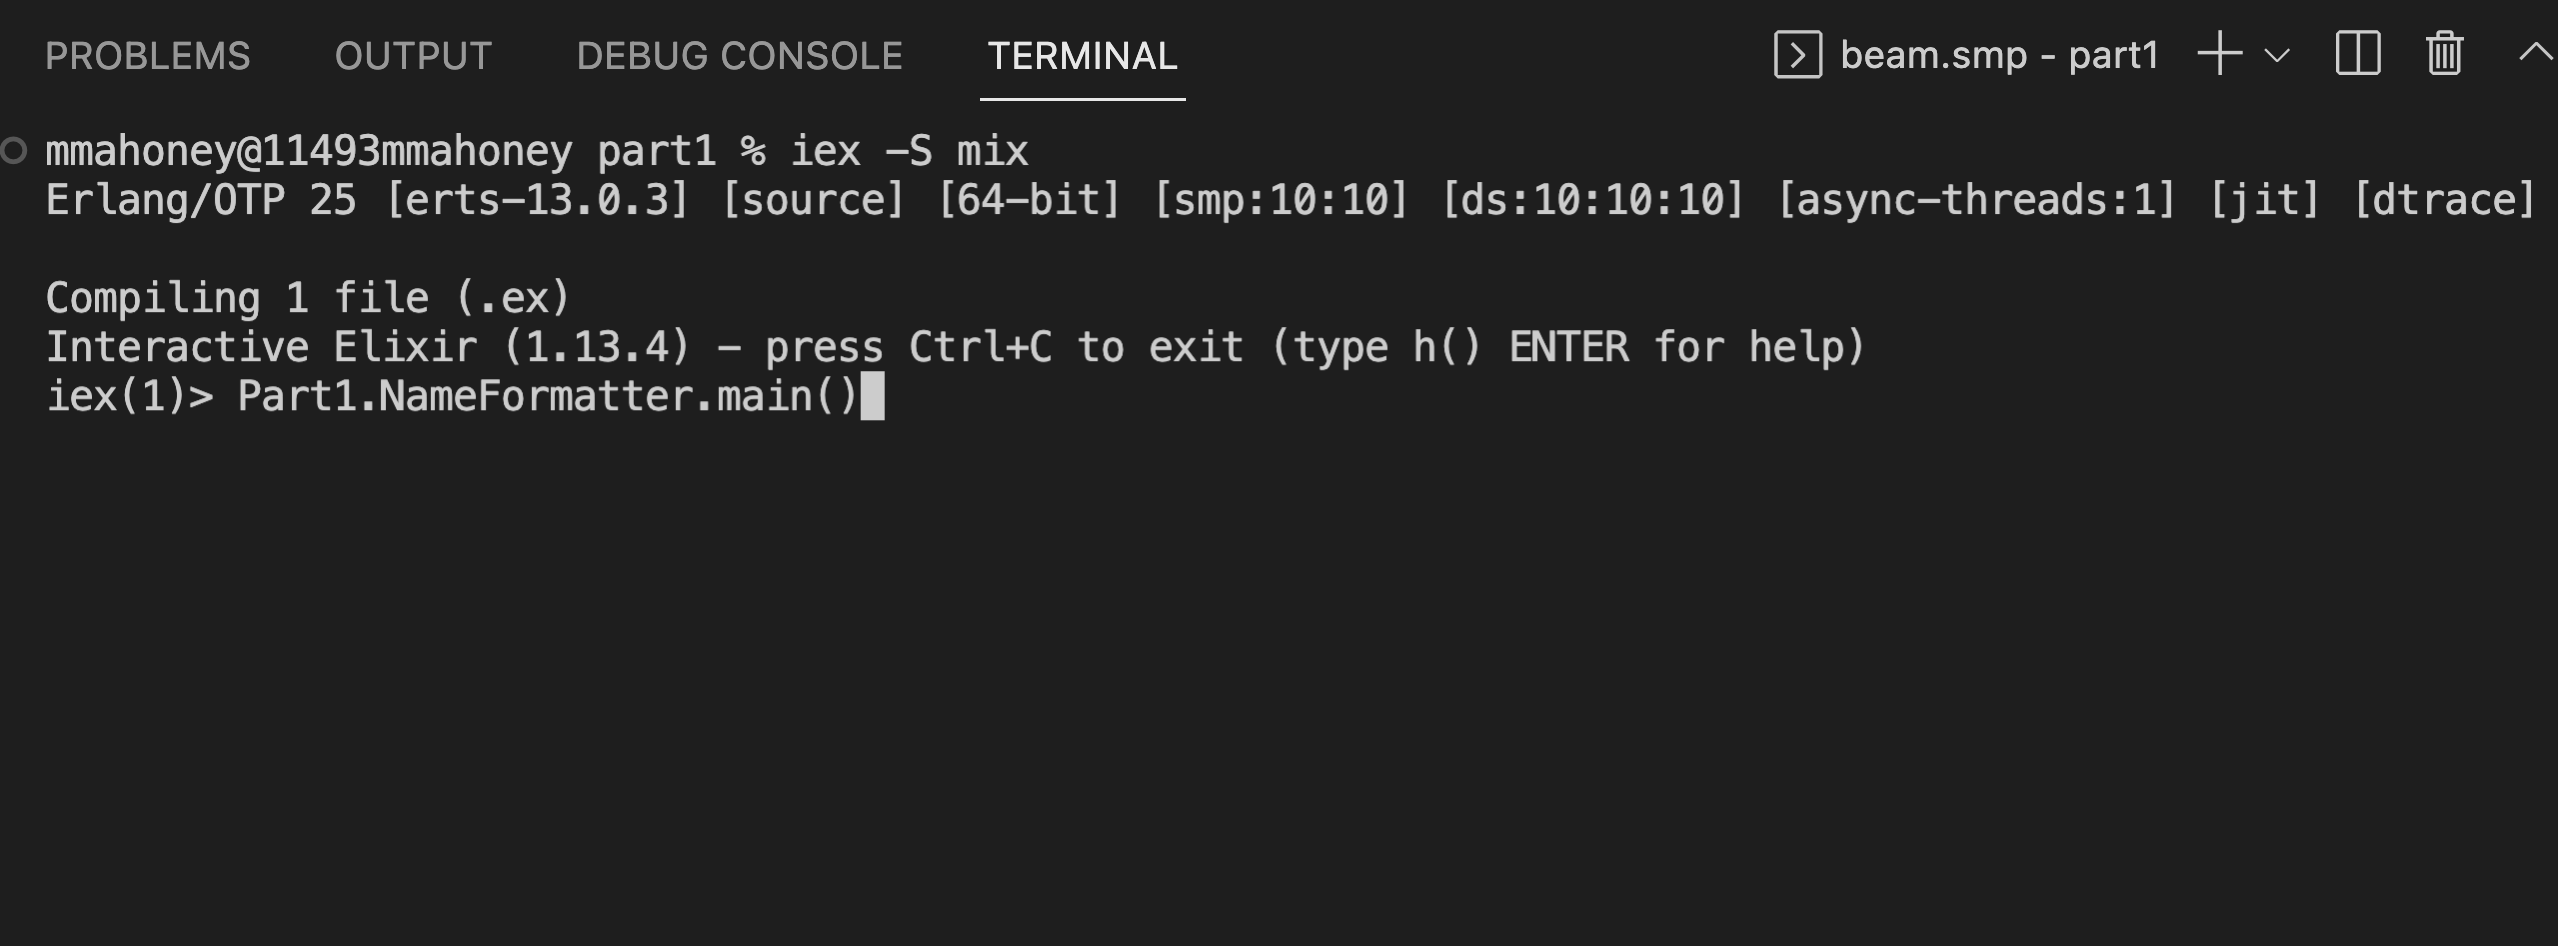 PROBLEMS OUTPUT DEBUG CONSOLE TERMINAL beam.smp - part1
mmahoney@11493mmahoney part1 % iex -S mix
Erlang/OTP 25 [erts-13.0.3] [source] [64-bit] [smp:10:10] [ds:10:10:10] [async-threads:1] [jit] [dtrace]
Compiling 1 file (.ex)
Interactive Elixir (1.13.4) - press Ctrl+C to exit (type h() ENTER for help)
iex(1)> Part1.NameFormatter.main()